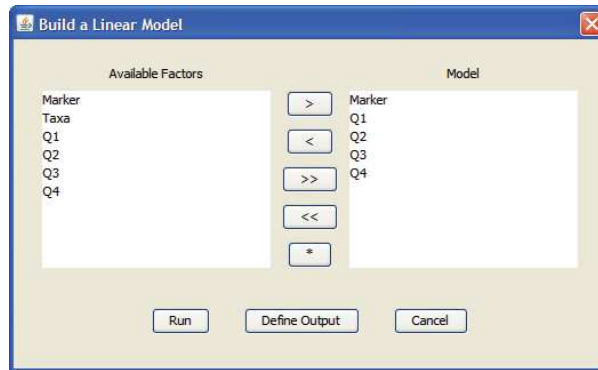 Build a Linear Model
Available Factors
Marker
Taxa
Q1
Q2
Q3
Q4
>
<
>>
<<
*
Model
Marker
Q1
Q2
Q3
Q4
Run
Define Output
Cancel